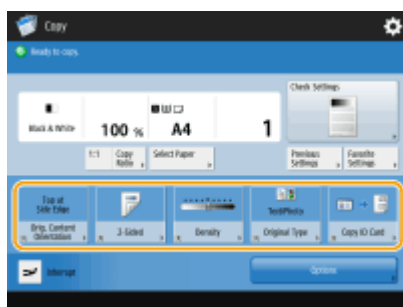 Copy
Ready to copy.
Check Settings
Black & White
100 %
A4
1
1:1
Copy Ratio
Select Paper
Previous Settings
Favorite Settings
Top at Side Edge
Orig. Content Orientation
2-Sided
Density
Text/Photo
Original Type
Copy ID Card
Interrupt
Options